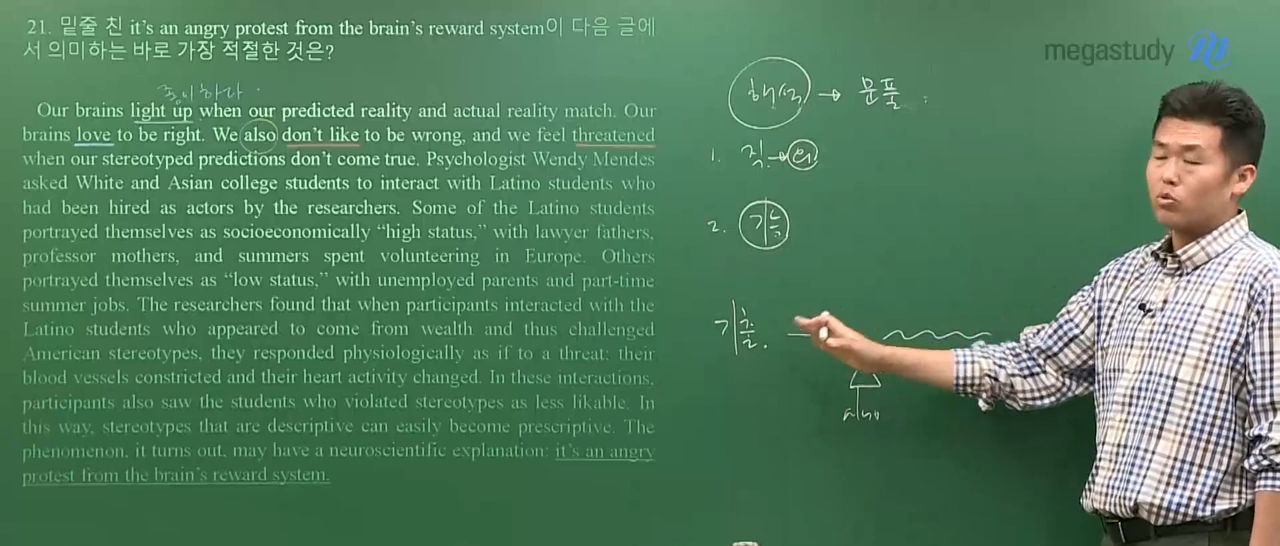 21. 밑줄 친 it's an angry protest from the brain's reward system이 다음 글에
서 의미하는 바로 가장 적절한 것은?
megastudy
좋아하다
Our brains light up when our predicted reality and actual reality match. Our
brains love to be right. We also don't like to be wrong, and we feel threatened
when our stereotyped predictions don't come true. Psychologist Wendy Mendes
asked White and Asian college students to interact with Latino students who
had been hired as actors by the researchers. Some of the Latino students
portrayed themselves as socioeconomically "high status," with lawyer fathers,
professor mothers, and summers spent volunteering in Europe. Others
portrayed themselves as "low status," with unemployed parents and part-time
summer jobs. The researchers found that when participants interacted with the
Latino students who appeared to come from wealth and thus challenged
American stereotypes, they responded physiologically as if to a threat: their
blood vessels constricted and their heart activity changed. In these interactions,
participants also saw the students who violated stereotypes as less likable. In
this way, stereotypes that are descriptive can easily become prescriptive. The
phenomenon, it turns out, may have a neuroscientific explanation: it's an angry
protest from the brain's reward system.
해석 → 문풀
1. 직 →
2. 기
also